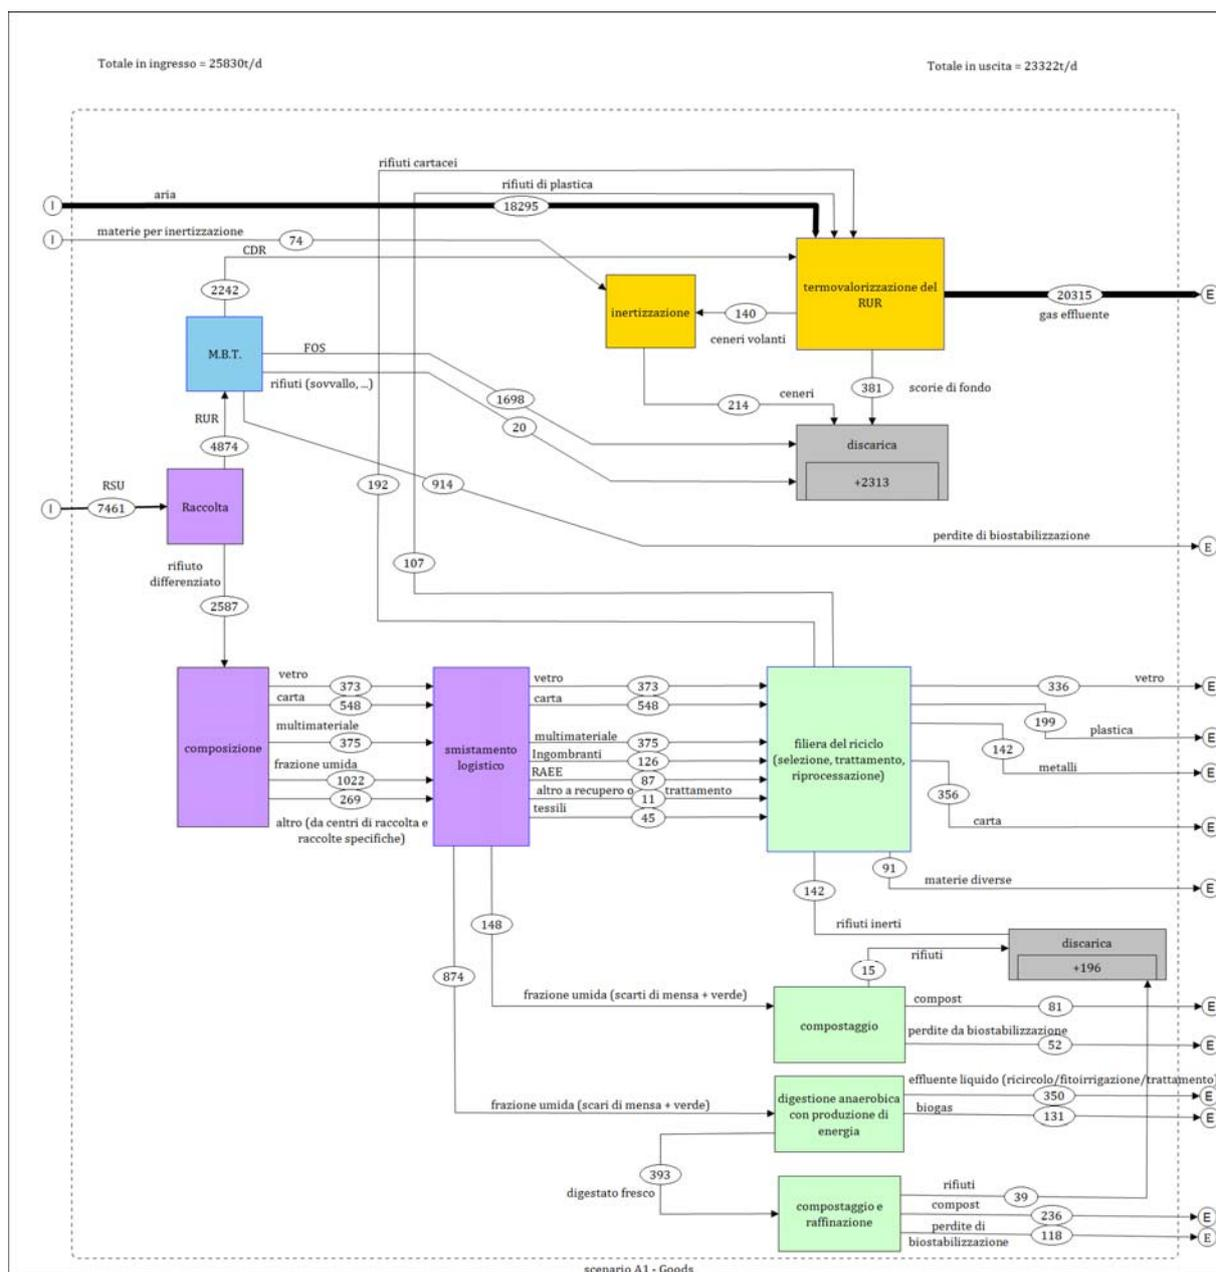 Totale in ingresso = 25830t/d
Totale in uscita = 23322t/d
rifiuti cartacei
rifiuti di plastica
I
aria
18295
I
materie per inertizzazione
74
CDR
2242
termovalorizzazione del
RUR
20315
E
gas effluente
inertizzazione
140
ceneri volanti
M.B.T.
FOS
rifiuti (sovvallo, ...)
1698
20
381
scorie di fondo
ceneri
214
RUR
4874
discarica
+2313
192
914
I
RSU
7461
Raccolta
perdite di biostabilizzazione
E
107
rifiuto
differenziato
2587
composizione
vetro
373
carta
548
multimateriale
375
frazione umida
1022
269
altro (da centri di raccolta e
raccolte specifiche)
smistamento
logistico
vetro
373
carta
548
multimateriale
375
Ingombranti
126
RAEE
87
altro a recupero o trattamento
11
tessili
45
filiera del riciclo
(selezione, trattamento,
riprocessazione)
336
vetro
E
199
plastica
E
142
metalli
E
356
carta
E
91
materie diverse
E
142
rifiuti inerti
148
874
discarica
+196
rifiuti
15
frazione umida (scarti di mensa + verde)
compostaggio
compost
81
E
perdite da biostabilizzazione
52
E
frazione umida (scari di mensa + verde)
digestione anaerobica
con produzione di
energia
effluente liquido (ricircolo/fitoirrigazione/trattamento)
350
E
biogas
131
E
393
digestato fresco
compostaggio e
raffinazione
rifiuti
39
compost
236
E
perdite di
biostabilizzazione
118
E
scenario A1 - Goods